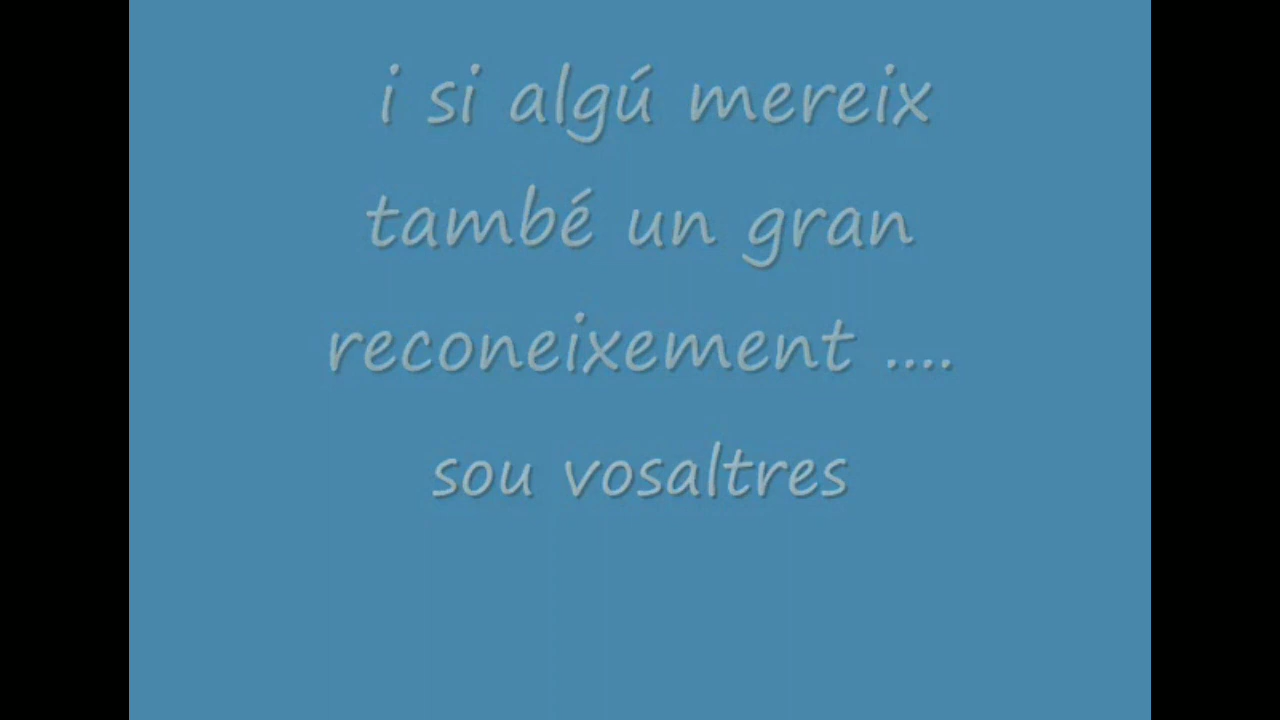 i si algú mereix
també un gran
reconeixement ....
sou vosaltres